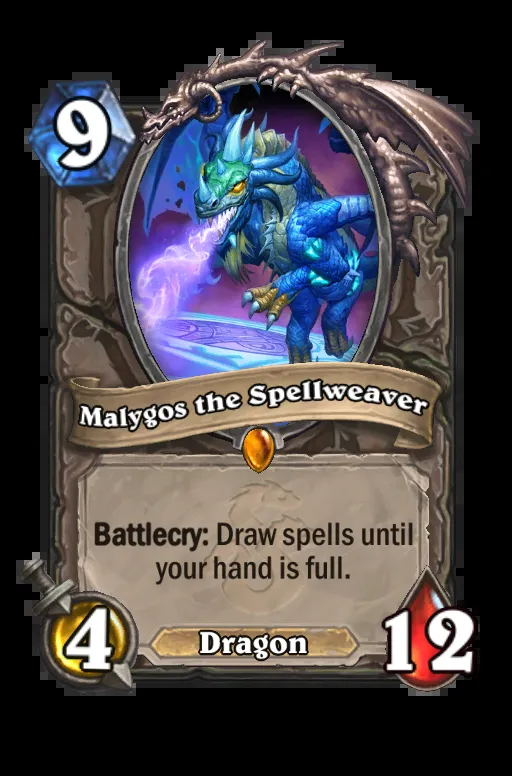 9
Malygos the Spellweaver
Battlecry: Draw spells until
your hand is full.
4
Dragon
12